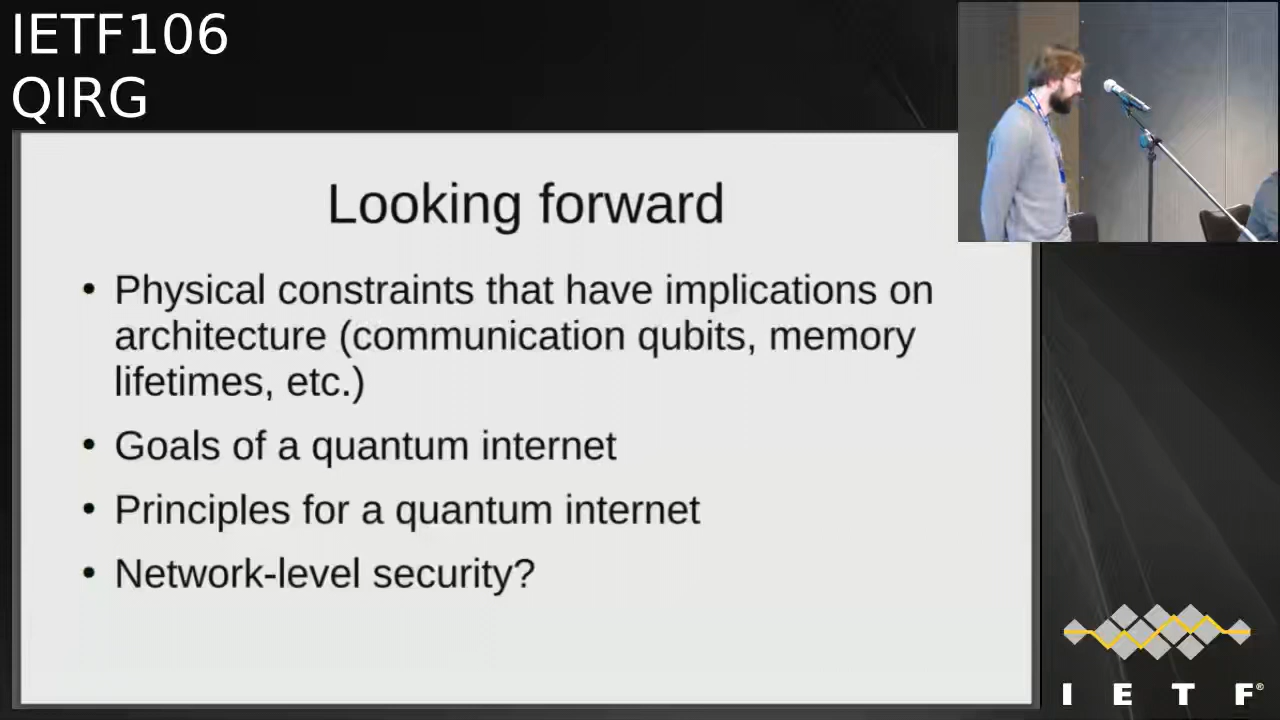 IETF106
QIRG
Looking forward
• Physical constraints that have implications on
architecture (communication qubits, memory
lifetimes, etc.)
• Goals of a quantum internet
• Principles for a quantum internet
• Network-level security?
I E T F®